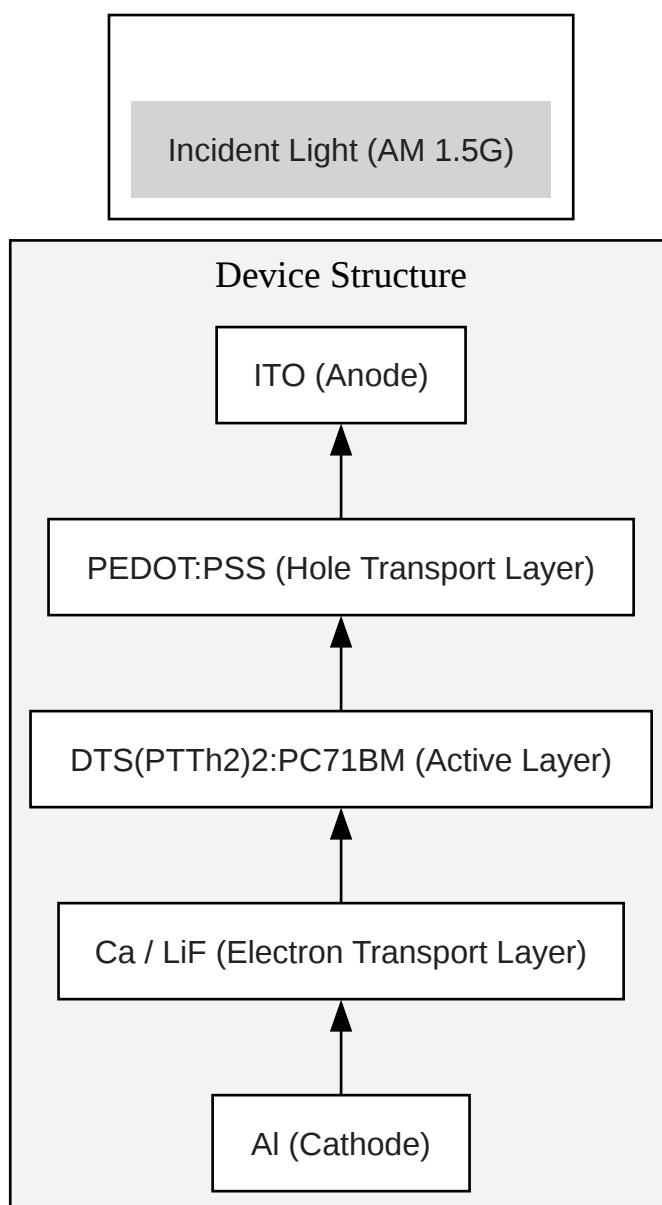 Incident Light (AM 1.5G)
Device Structure
ITO (Anode)
PEDOT:PSS (Hole Transport Layer)
DTS(PTTh2)2:PC71BM (Active Layer)
Ca / LiF (Electron Transport Layer)
Al (Cathode)